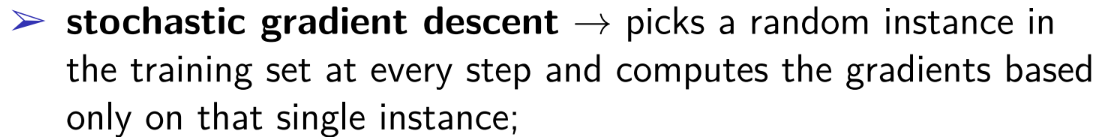 ➢ stochastic gradient descent → picks a random instance in
the training set at every step and computes the gradients based
only on that single instance;